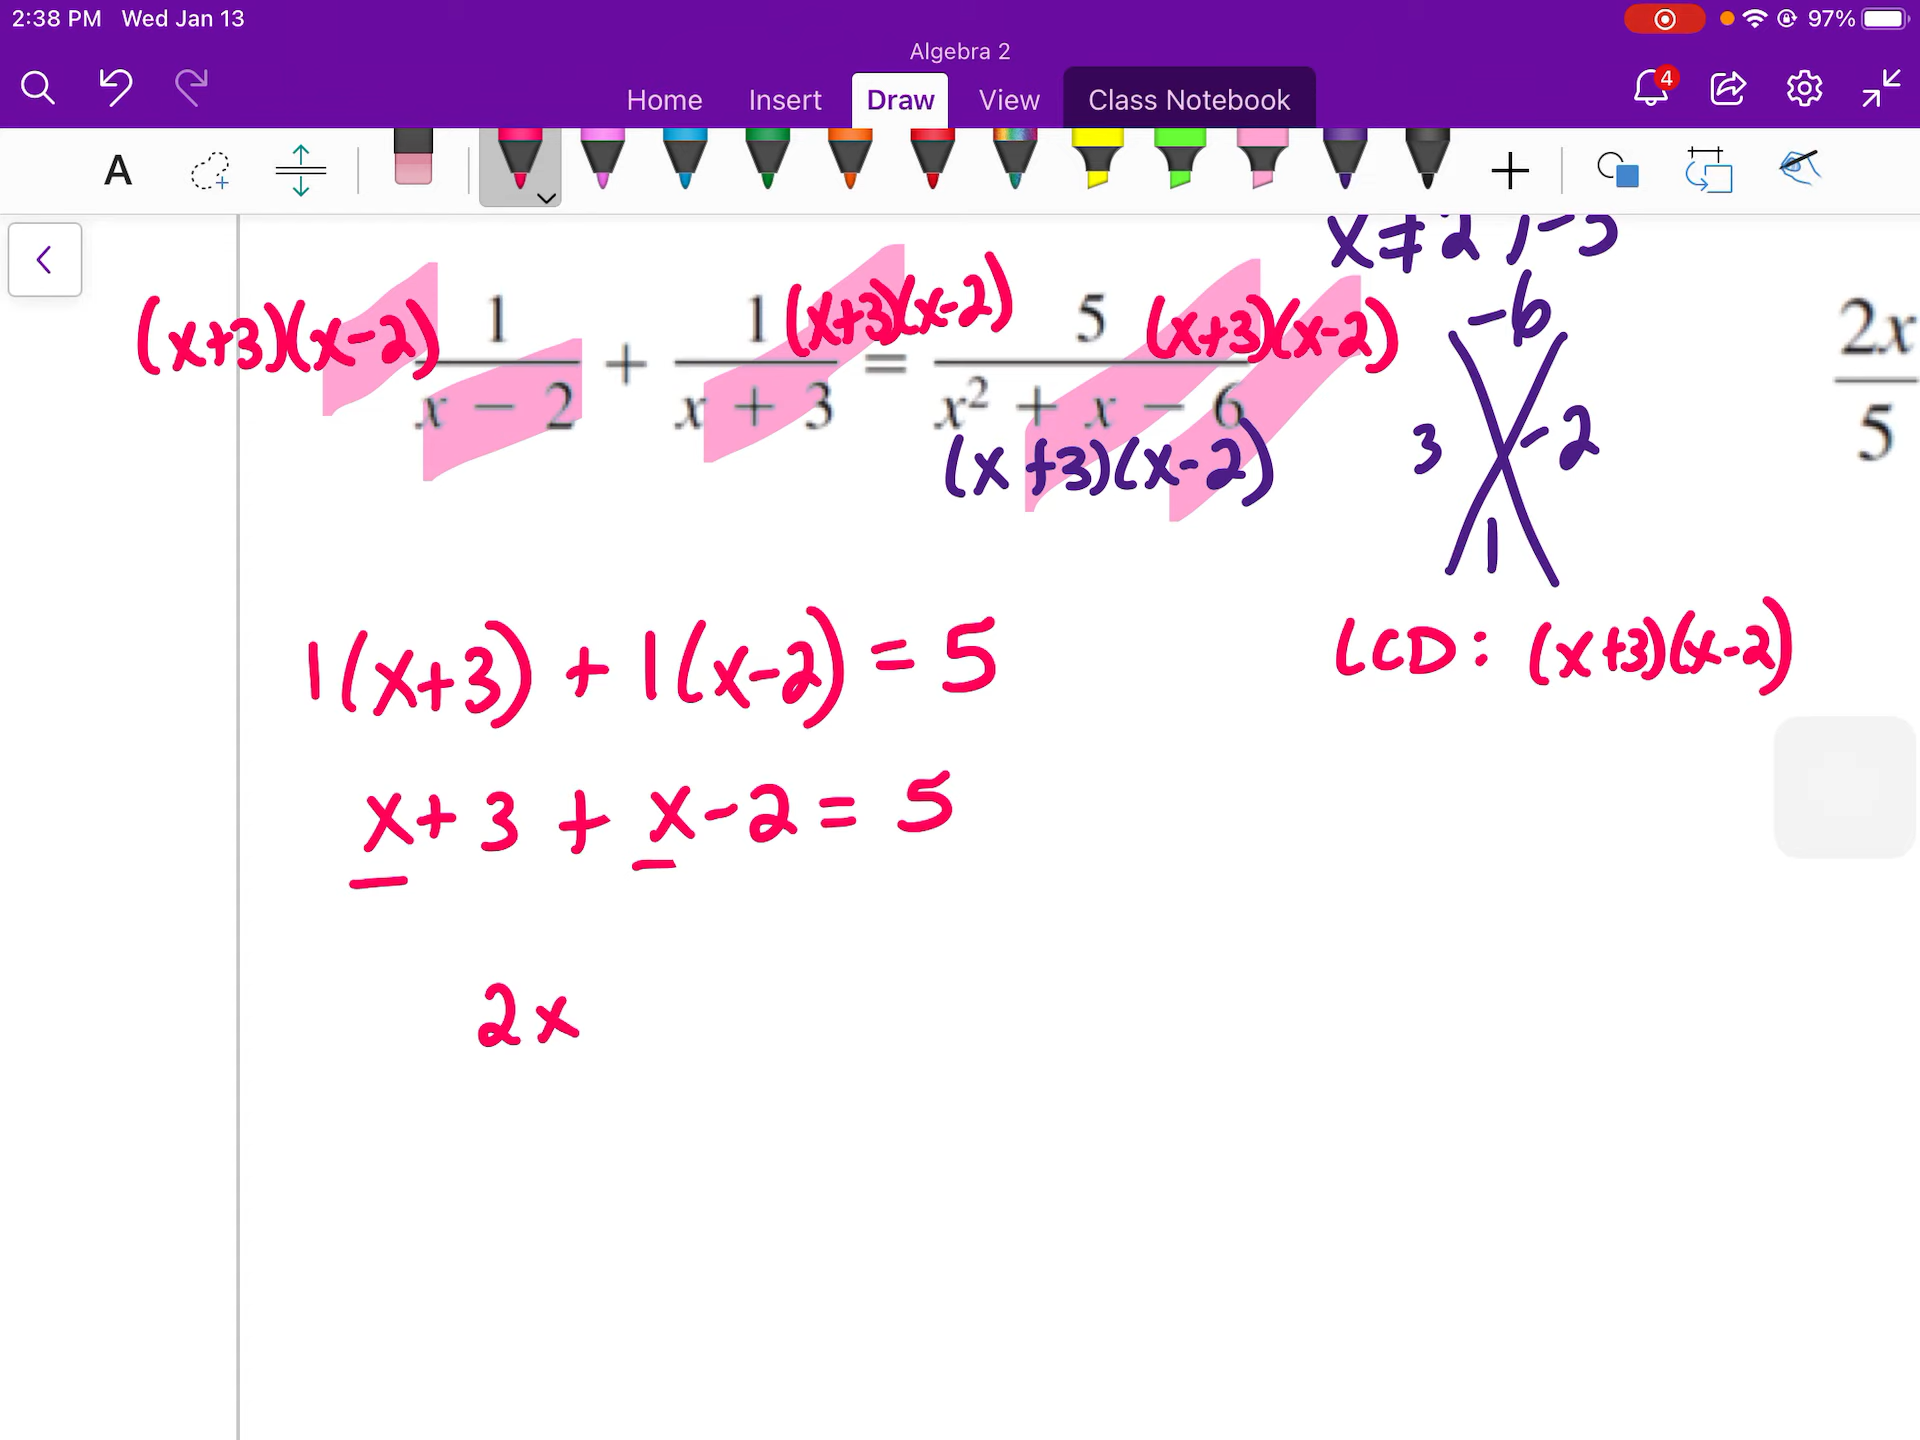 2:38 PM Wed Jan 13 97%
Algebra 2
4
Home Insert Draw View Class Notebook
A
x ≠ 2, -3
(x+3)(x-2) 1/(x - 2) + 1/(x + 3) (x+3)(x-2) = 5/(x² + x - 6) (x+3)(x-2)
(x+3)(x-2)
-6
3 -2
1
2x/5
1(x+3) + 1(x-2) = 5
LCD: (x+3)(x-2)
x+3 + x-2 = 5
2x